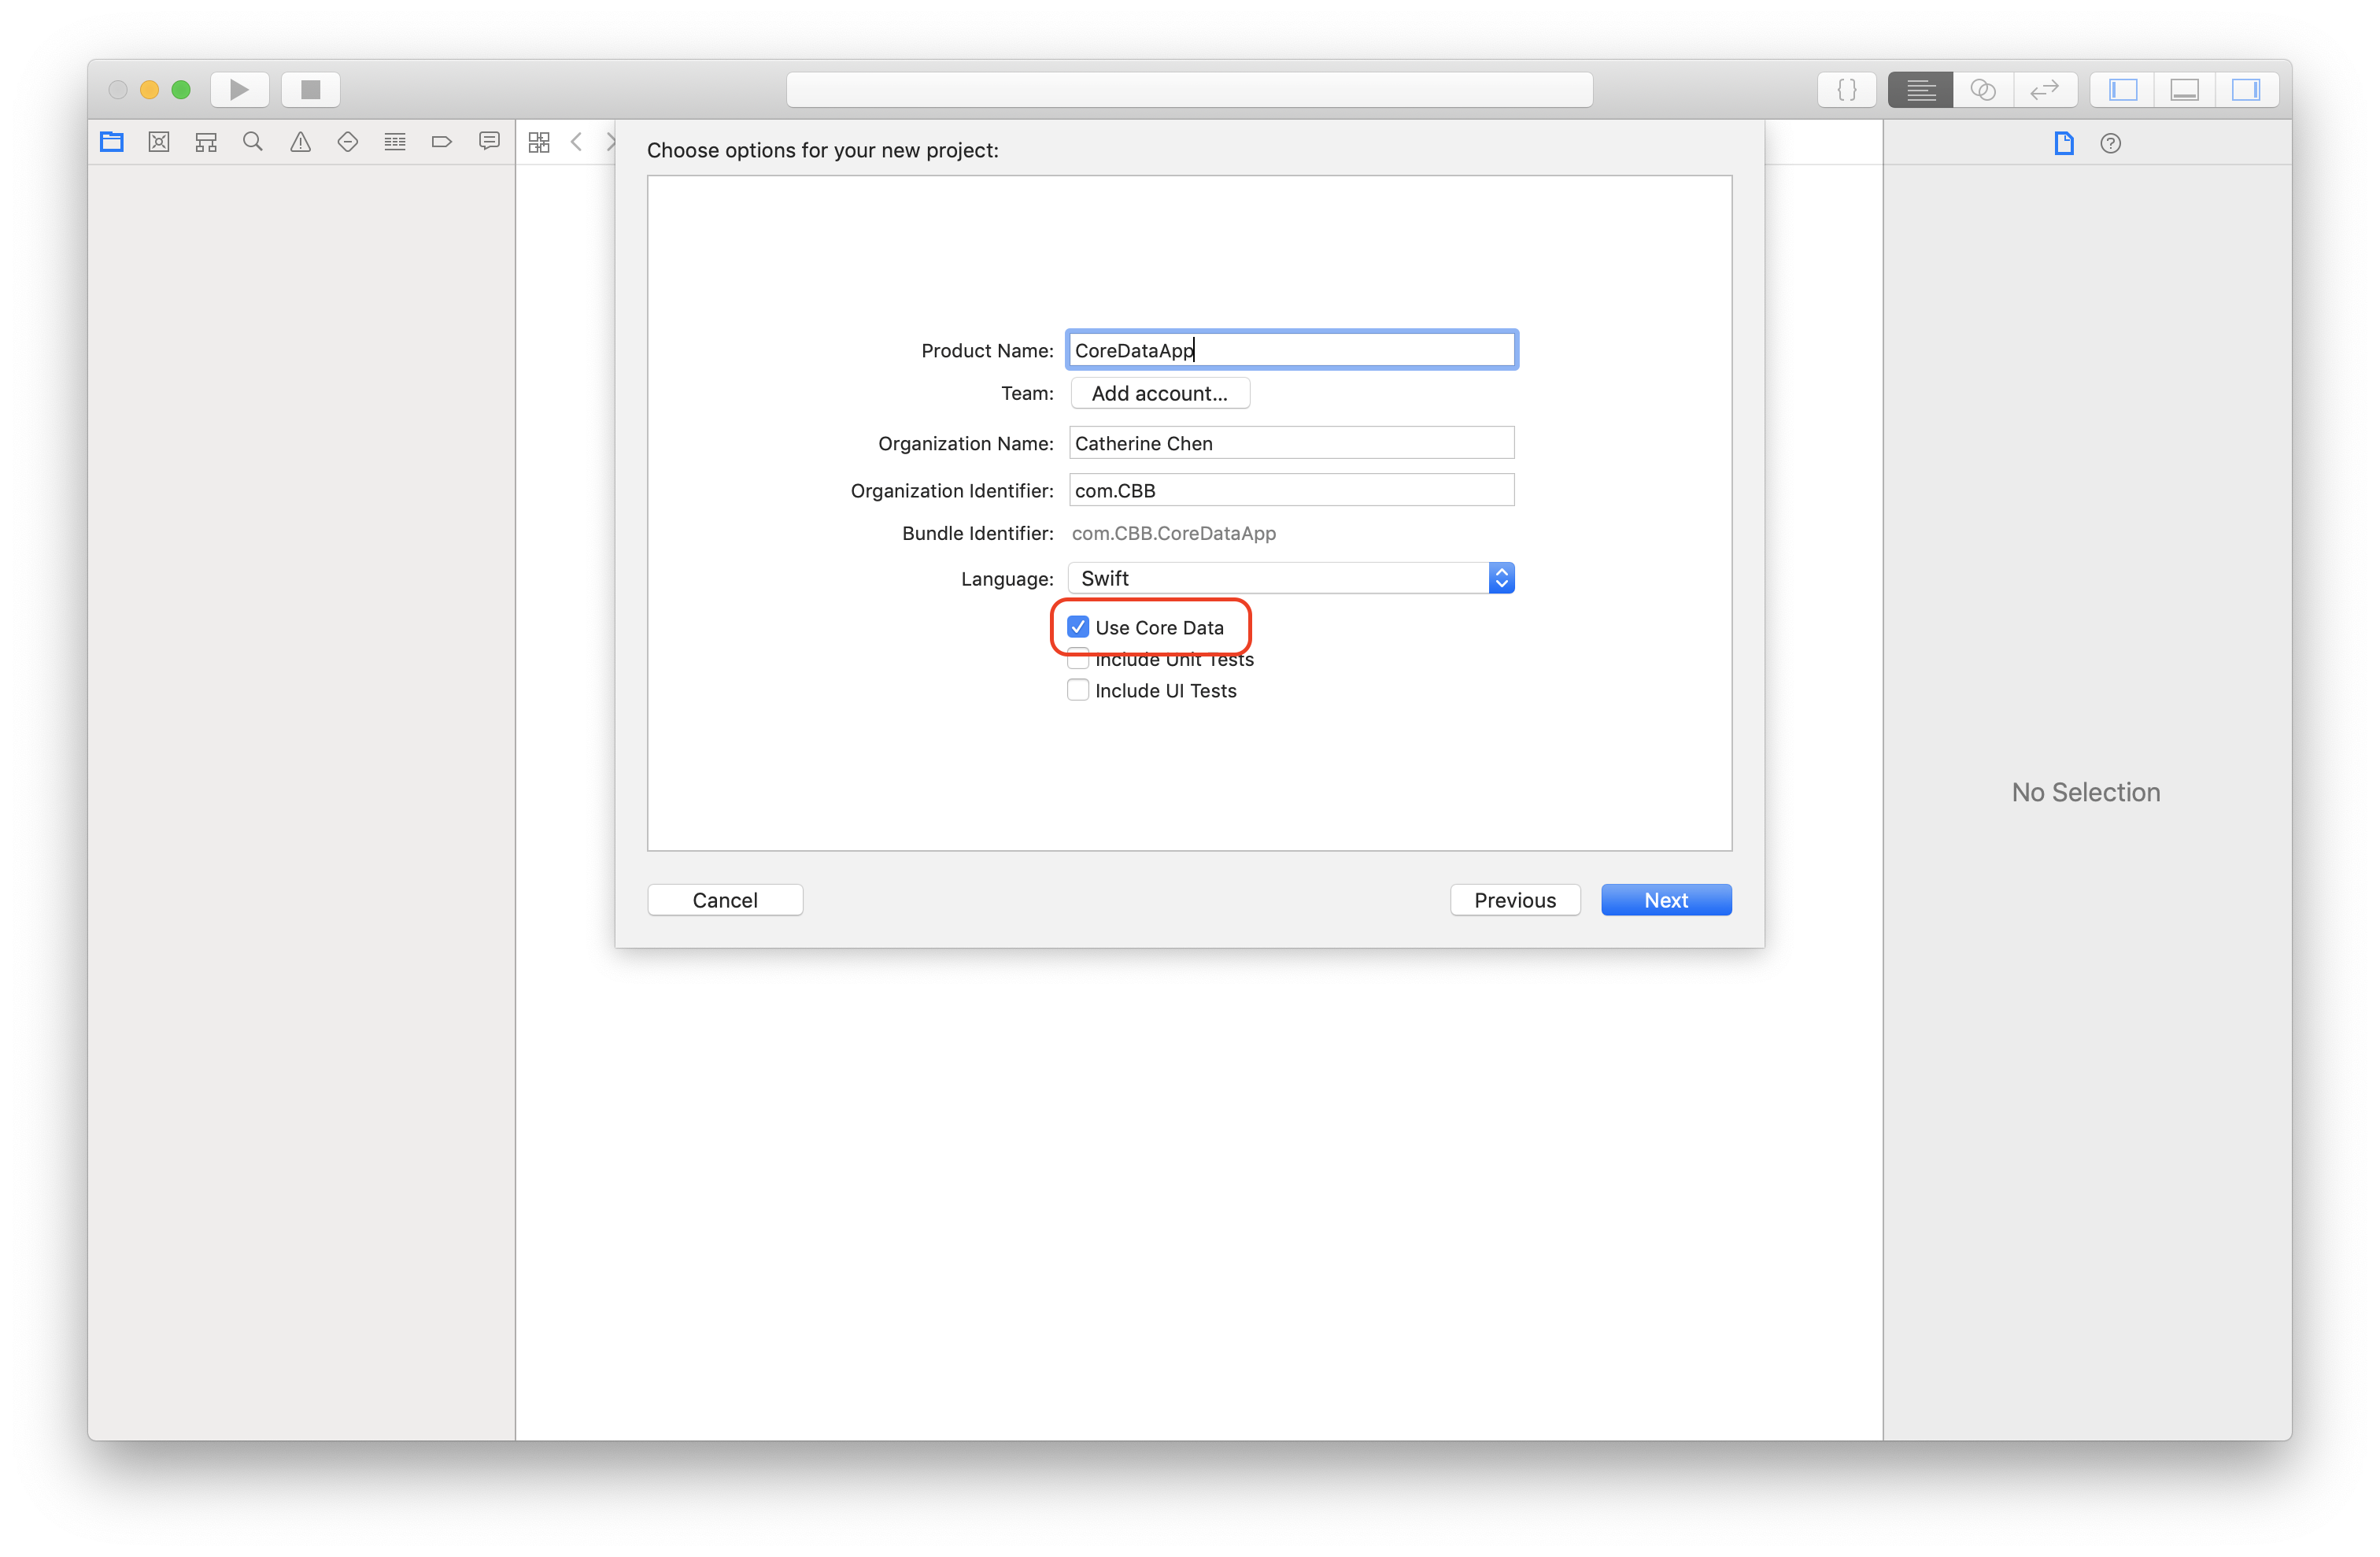 Choose options for your new project:
Product Name: CoreDataApp
Team: Add account...
Organization Name: Catherine Chen
Organization Identifier: com.CBB
Bundle Identifier: com.CBB.CoreDataApp
Language: Swift
Use Core Data
Include Unit Tests
Include UI Tests
No Selection
Cancel Previous Next